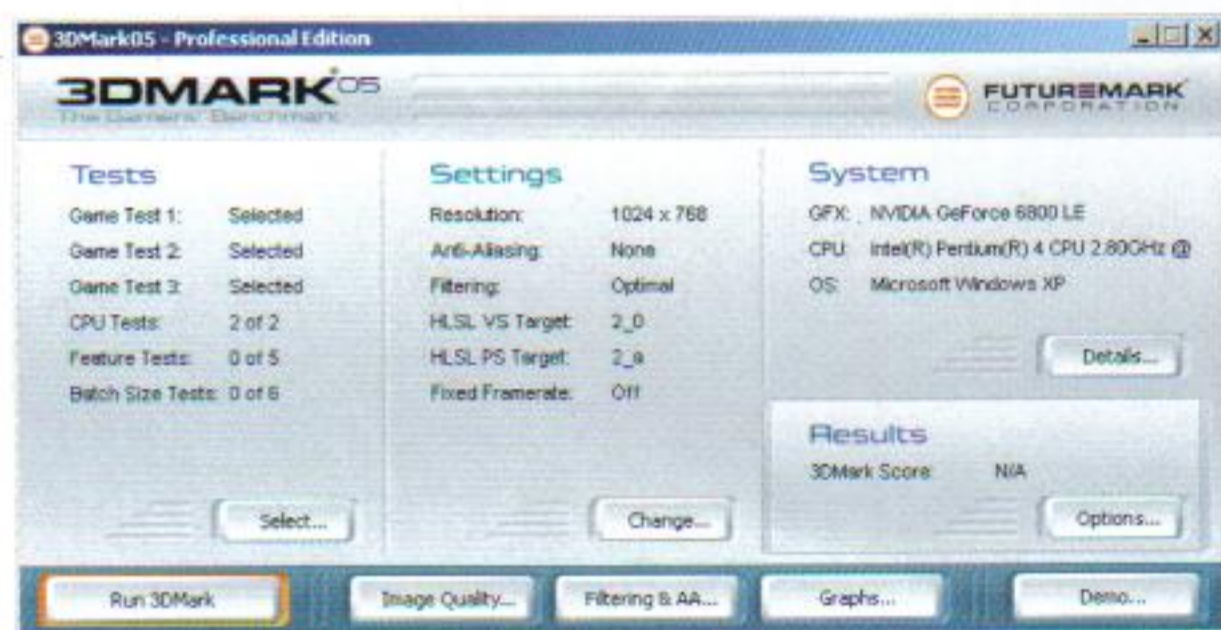 3DMark05 - Professional Edition
3DMARK05
The Gamers' Benchmark
FUTUREMARK
CORPORATION
Tests
Game Test 1: Selected
Game Test 2: Selected
Game Test 3: Selected
CPU Tests: 2 of 2
Feature Tests: 0 of 5
Batch Size Tests: 0 of 6
Select...
Settings
Resolution: 1024 x 768
Anti-Aliasing: None
Filtering: Optimal
HLSL VS Target: 2_0
HLSL PS Target: 2_a
Fixed Framerate: Off
Change...
System
GFX: NVIDIA GeForce 6800 LE
CPU: Intel(R) Pentium(R) 4 CPU 2.80GHz @
OS: Microsoft Windows XP
Details...
Results
3DMark Score N/A
Options...
Run 3DMark
Image Quality...
Filtering & AA...
Graphs...
Demo...